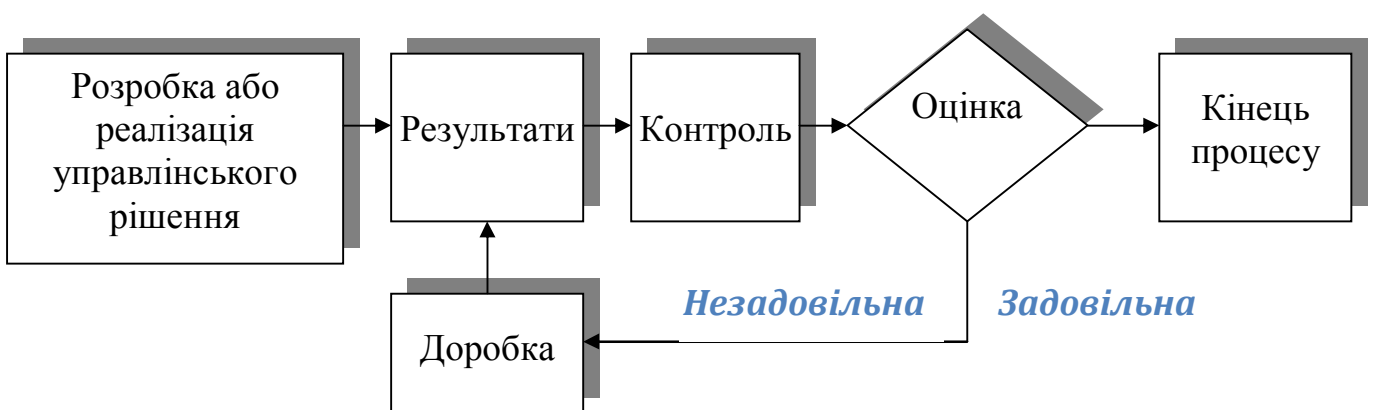 Розробка або
реалізація
управлінського
рішення
Результати
Контроль
Оцінка
Кінець
процесу
Незадовільна
Задовільна
Доробка